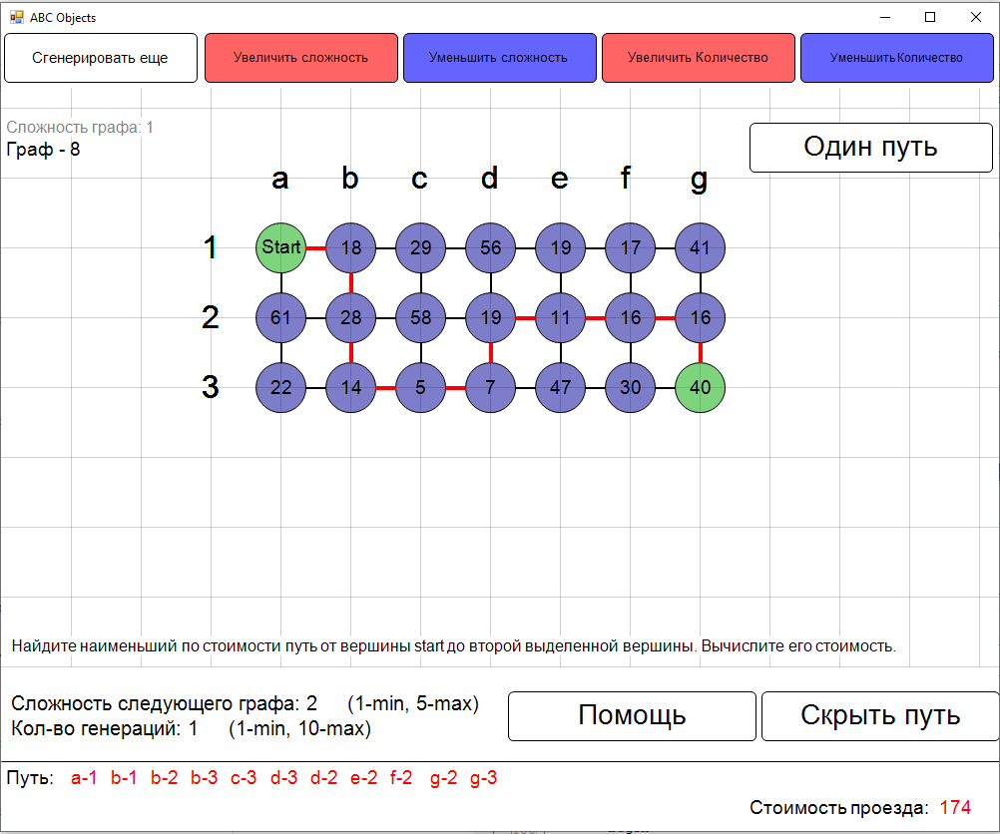 ABC Objects
Сгенерировать еще Увеличить сложность Уменьшить сложность Увеличить Количество Уменьшить Количество
Сложность графа: 1
Граф - 8
Один путь
a b c d e f g
1 Start 18 29 56 19 17 41
2 61 28 58 19 11 16 16
3 22 14 5 7 47 30 40
Найдите наименьший по стоимости путь от вершины start до второй выделенной вершины. Вычислите его стоимость.
Сложность следующего графа: 2 (1-min, 5-max)
Кол-во генераций: 1 (1-min, 10-max)
Помощь Скрыть путь
Путь: a-1 b-1 b-2 b-3 c-3 d-3 d-2 e-2 f-2 g-2 g-3
Стоимость проезда: 174